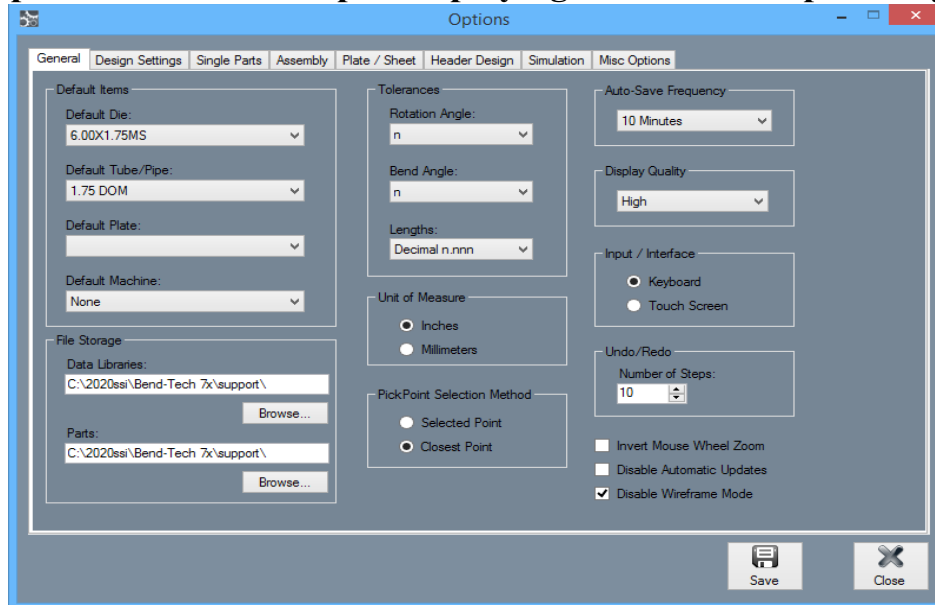 Options
General Design Settings Single Parts Assembly Plate / Sheet Header Design Simulation Misc Options
Default Items
Default Die:
6.00X1.75MS
Default Tube/Pipe:
1.75 DOM
Default Plate:
Default Machine:
None
File Storage
Data Libraries:
C:\2020ssi\Bend-Tech 7x\support\
Browse...
Parts:
C:\2020ssi\Bend-Tech 7x\support\
Browse...
Tolerances
Rotation Angle:
n
Bend Angle:
n
Lengths:
Decimal n.nnn
Unit of Measure
Inches
Millimeters
PickPoint Selection Method
Selected Point
Closest Point
Auto-Save Frequency
10 Minutes
Display Quality
High
Input / Interface
Keyboard
Touch Screen
Undo/Redo
Number of Steps:
10
Invert Mouse Wheel Zoom
Disable Automatic Updates
Disable Wireframe Mode
Save
Close